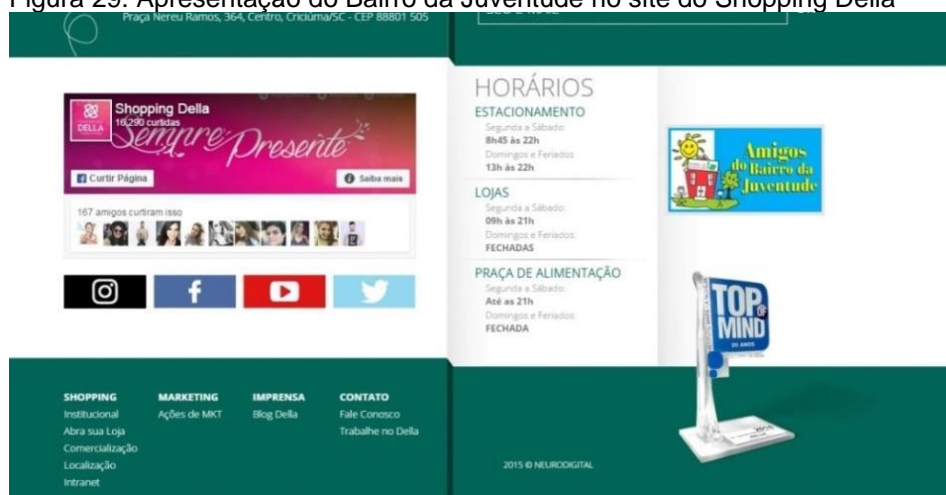 Figura 29: Apresentação do Bairro da Juventude no site do Shopping Della
Praça Nereu Ramos, 364, Centro, Criciúma/SC - CEP 88801 505
Shopping Della
16,290 curtidas
DELLA
Sempre Presente
Curtir Página
Saiba mais
167 amigos curtiram isso
HORÁRIOS
ESTACIONAMENTO
Segunda a Sábado:
8h45 às 22h
Domingos e Feriados
13h às 22h
LOJAS
Segunda a Sábado:
09h às 21h
Domingos e Feriados:
FECHADAS
PRAÇA DE ALIMENTAÇÃO
Segunda a Sábado:
Até as 21h
Domingos e Feriados:
FECHADA
Amigos
do Bairro da
Juventude
TOP
OF
MIND
20 ANOS
SHOPPING
Institucional
Abra sua Loja
Comercialização
Localização
Intranet
MARKETING
Ações de MKT
IMPRENSA
Blog Della
CONTATO
Fale Conosco
Trabalhe no Della
2015 © NEURODIGITAL